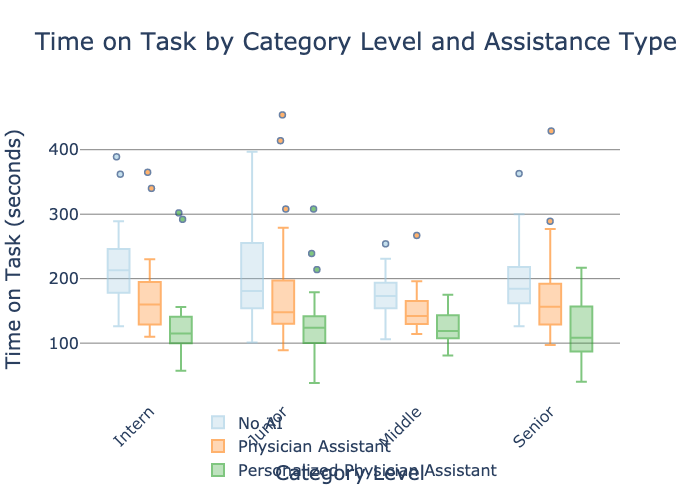 Time on Task by Category Level and Assistance Type
Time on Task (seconds)
400
300
200
100
Intern
Junior
Middle
Senior
No AI
Physician Assistant
Personalized Physician Assistant
Category Level